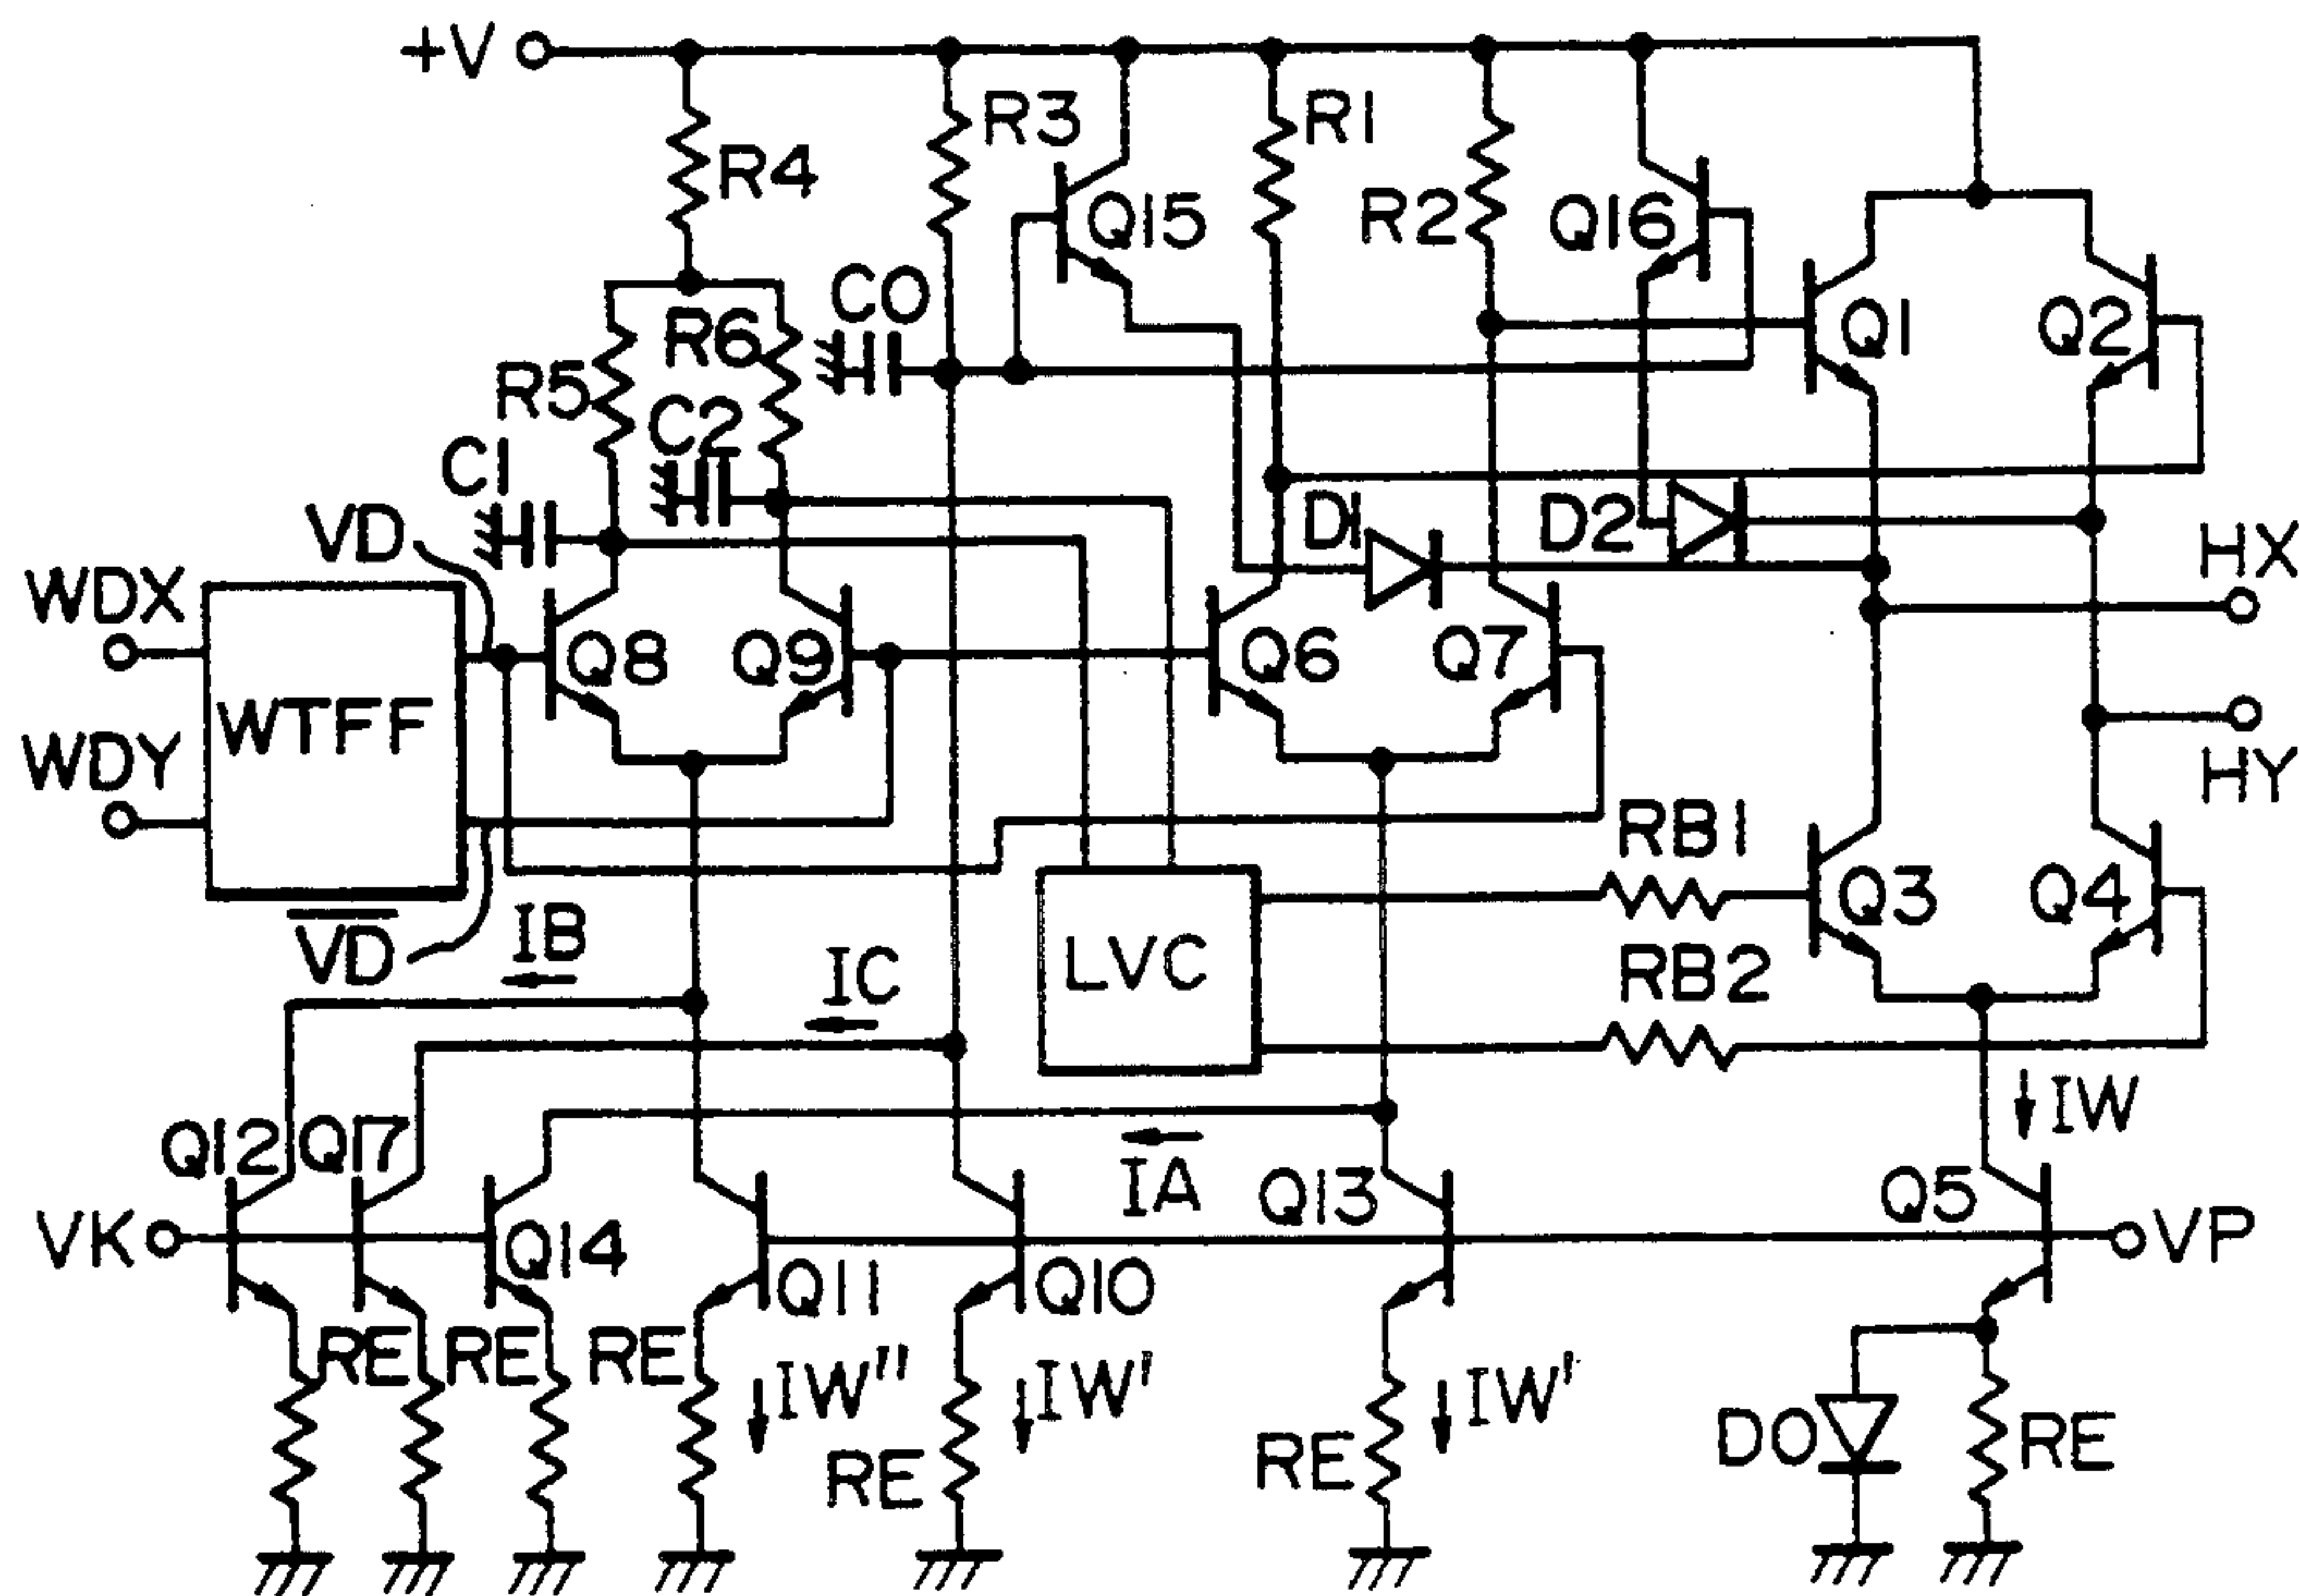 +V
R4
R3
R1
R2
Q15
Q16
Q1
Q2
C0
R6
R5
C2
C1
VD
D1
D2
HX
WDX
Q8
Q9
Q6
Q7
WTFF
WDY
HY
RB1
Q3
Q4
VD
IB
IC
LVC
RB2
IW
Q12
Q17
IA
Q13
Q5
VK
Q14
VP
Q11
Q10
RE
RE
RE
IW"
IW'
IW'
RE
RE
D0
RE